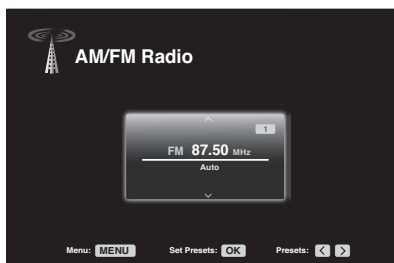 AM/FM Radio
1
FM 87.50 MHz
Auto
Menu: MENU Set Presets: OK Presets: < >